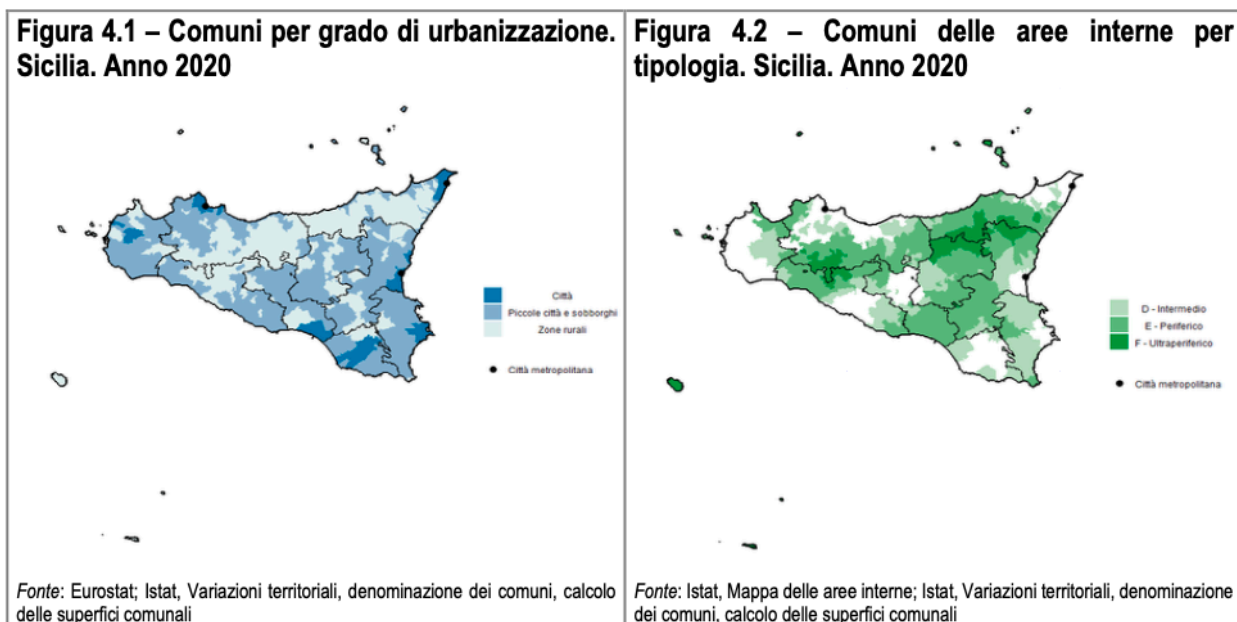 Figura 4.1 – Comuni per grado di urbanizzazione.
Sicilia. Anno 2020
Città
Piccole città e sobborghi
Zone rurali
Città metropolitana
Fonte: Eurostat; Istat, Variazioni territoriali, denominazione dei comuni, calcolo
delle superfici comunali
Figura 4.2 – Comuni delle aree interne per
tipologia. Sicilia. Anno 2020
D - Intermedio
E - Periferico
F - Ultraperiferico
Città metropolitana
Fonte: Istat, Mappa delle aree interne; Istat, Variazioni territoriali, denominazione
dei comuni, calcolo delle superfici comunali